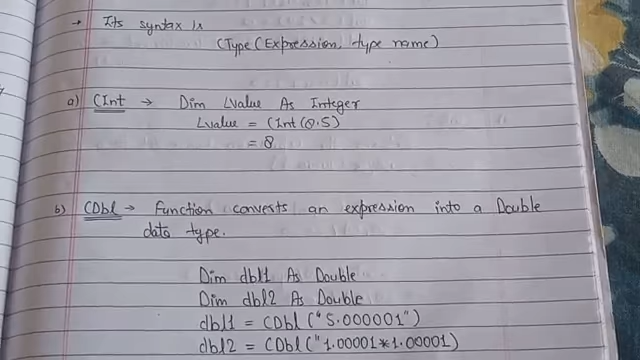 → Its syntax is
CType (Expression, type name)
a) CInt → Dim Lvalue As Integer
Lvalue = CInt(8.5)
= 8
b) CDbl → Function converts an expression into a Double
data type.
Dim dbl1 As Double
Dim dbl2 As Double
dbl1 = CDbl ("5.000001")
dbl2 = CDbl ("1.00001*1.00001)